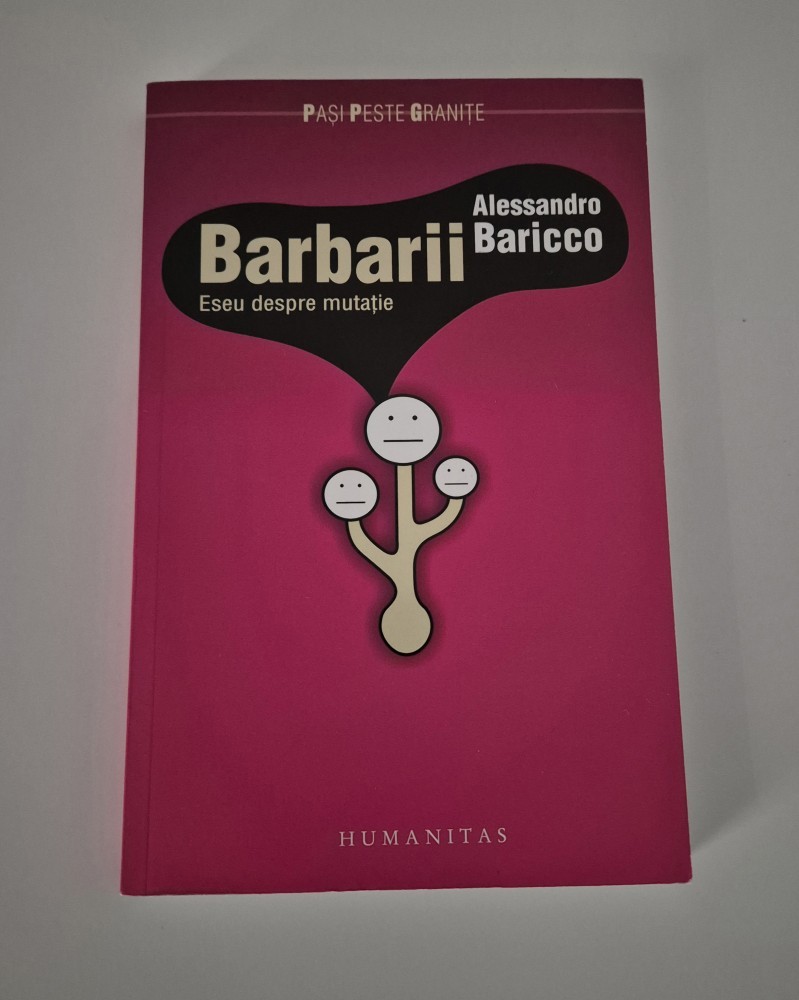 PAȘI PESTE GRANIȚE
Alessandro
Baricco
Barbarii
Eseu despre mutație
HUMANITAS